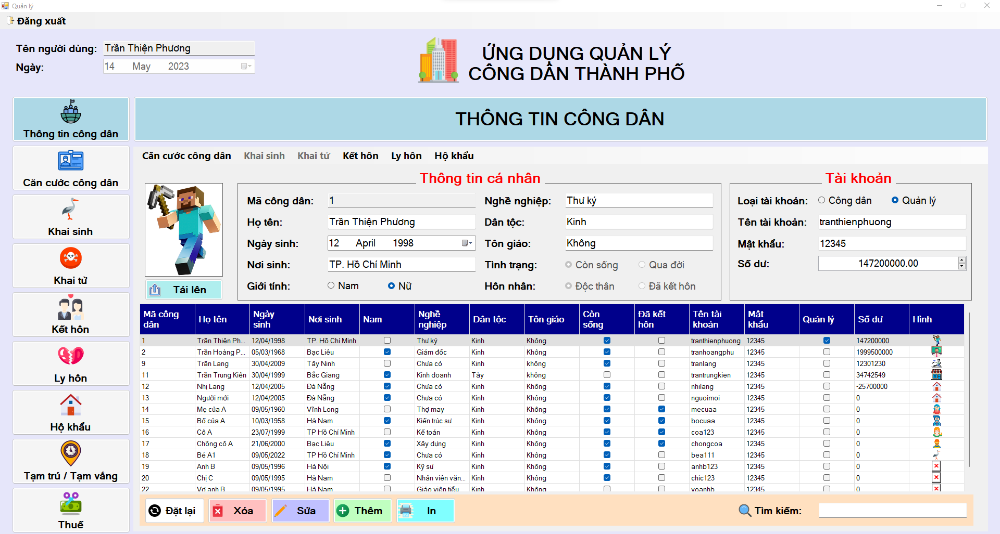 Quản lý
Đăng xuất
Tên người dùng: Trần Thiện Phương
Ngày: 14 May 2023
ỨNG DỤNG QUẢN LÝ
CÔNG DÂN THÀNH PHỐ
Thông tin công dân
Căn cước công dân
Khai sinh
Khai tử
Kết hôn
Ly hôn
Hộ khẩu
Tạm trú / Tạm vắng
Thuế
THÔNG TIN CÔNG DÂN
Căn cước công dân Khai sinh Khai tử Kết hôn Ly hôn Hộ khẩu
Tải lên
Thông tin cá nhân
Mã công dân: 1 Nghề nghiệp: Thư ký
Họ tên: Trần Thiện Phương Dân tộc: Kinh
Ngày sinh: 12 April 1998 Tôn giáo: Không
Nơi sinh: TP. Hồ Chí Minh Tình trạng: Còn sống Qua đời
Giới tính: Nam Nữ Hôn nhân: Độc thân Đã kết hôn
Tài khoản
Loại tài khoản: Công dân Quản lý
Tên tài khoản: tranthienphuong
Mật khẩu: 12345
Số dư: 147200000.00
Mã công dân Họ tên Ngày sinh Nơi sinh Nam Nghề nghiệp Dân tộc Tôn giáo Còn sống Đã kết hôn Tên tài khoản Mật khẩu Quản lý Số dư Hình
1 Trần Thiện Ph... 12/04/1998 TP. Hồ Chí Minh Thư ký Kinh Không tranthienphuong 12345 147200000
2 Trần Hoàng P... 05/03/1968 Bạc Liêu Giám đốc Kinh Không tranhoangphu 12345 1999500000
9 Trần Lang 30/04/2009 Tây Ninh Chưa có Kinh không tranlang 12345 12301230
11 Trần Trung Kiên 30/04/1999 Bắc Giang Kinh doanh Tày không trantrungkien 12345 34742549
12 Nhị Lang 12/04/2005 Đà Nẵng Chưa có Kinh Không nhilang 12345 -25700000
13 Người mới 12/04/2005 Đà Nẵng Chưa có Kinh Không nguoimoi 12345 0
14 Mẹ của A 09/05/1960 Vĩnh Long Thợ may Kinh Không mecuaa 12345 0
15 Bố của A 10/03/1958 Hà Nam Kiến trúc sư Kinh Không bocuaa 12345 0
16 Cô A 23/07/1999 TP Hồ Chí Minh Kế toán Kinh Không coa123 12345 0
17 Chồng cô A 21/06/2000 Bạc Liêu Xây dựng Kinh Không chongcoa 12345 0
18 Bé A1 09/05/2022 TP Hồ Chí Minh Chưa có Kinh Không bea111 12345 0
19 Anh B 09/05/1996 Hà Nội Kỹ sư Kinh Không anhb123 12345 0
20 Chị C 09/05/1995 Hà Nam Nhân viên văn... Kinh Không chic123 12345 0
22 Vợ anh B 09/05/1995 Hà Nam Giáo viên tiểu Kinh Không voanhb 12345 0
Đặt lại Xóa Sửa Thêm In Tìm kiếm: